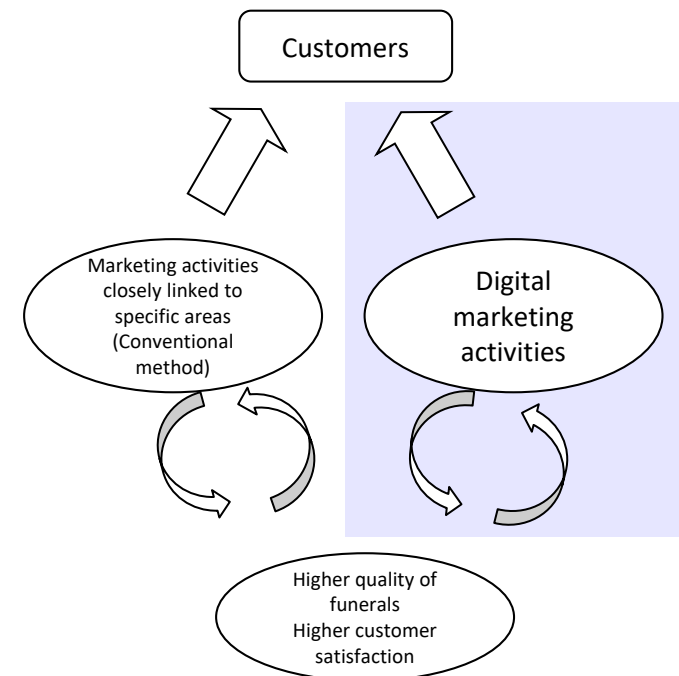 Customers
Marketing activities
closely linked to
specific areas
(Conventional
method)
Digital
marketing
activities
Higher quality of
funerals
Higher customer
satisfaction